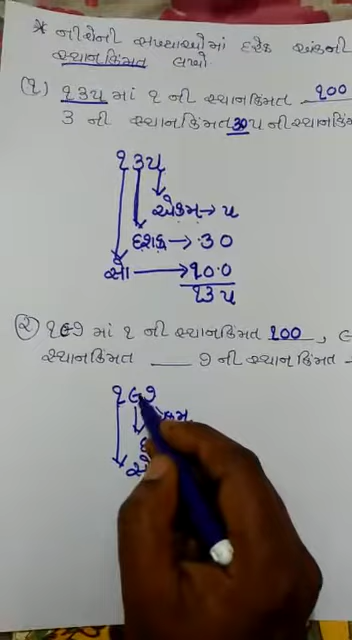 * નીચેની સંખ્યાઓમાં દરેક અંકની
સ્થાનકિંમત લખો
(૧) ૧૩૫ માં ૧ ની સ્થાનકિંમત ૧૦૦
૩ ની સ્થાનકિંમત ૩૦ ૫ ની સ્થાનકિં
૧૩૫
એકમ → ૫
દશક → ૩૦
સો → ૧૦૦
૧૩૫
(૨) ૧૯૭ માં ૧ ની સ્થાનકિંમત ૧૦૦ , ૯
સ્થાનકિંમત ___ ૭ ની સ્થાનકિંમત
૧૯૭